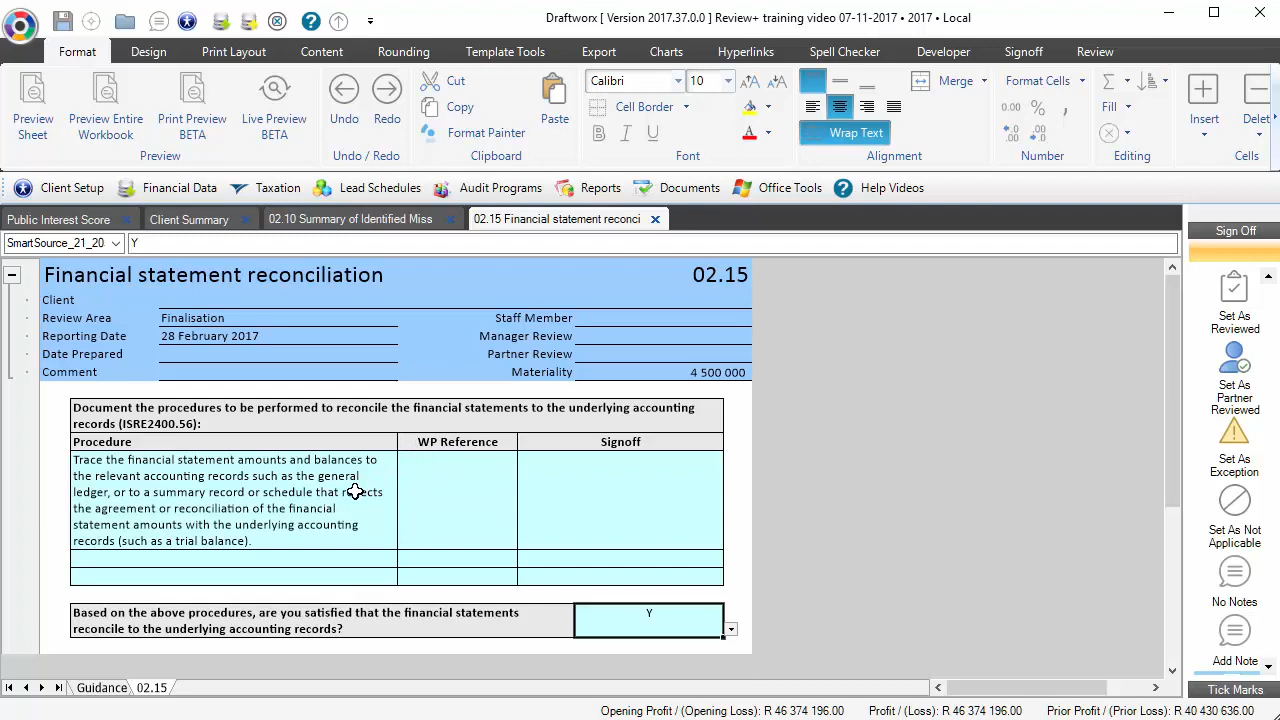 Draftworx [ Version 2017.37.0.0 ] Review+ training video 07-11-2017 • 2017 • Local
Format Design Print Layout Content Rounding Template Tools Export Charts Hyperlinks Spell Checker Developer Signoff Review
Preview Sheet
Preview Entire Workbook
Print Preview BETA
Live Preview BETA
Preview
Undo
Redo
Undo / Redo
Cut
Copy
Format Painter
Paste
Clipboard
Calibri 10
Cell Border
B I U A
Font
Merge
Wrap Text
Alignment
Format Cells
0.00 % ,
Number
Fill
Editing
Insert
Cells
Client Setup Financial Data Taxation Lead Schedules Audit Programs Reports Documents Office Tools Help Videos
Public Interest Score Client Summary 02.10 Summary of Identified Miss 02.15 Financial statement reconci
SmartSource_21_20 Y
Financial statement reconciliation 02.15
Client
Review Area Finalisation Staff Member
Reporting Date 28 February 2017 Manager Review
Date Prepared Partner Review
Comment Materiality 4 500 000
Document the procedures to be performed to reconcile the financial statements to the underlying accounting
records (ISRE2400.56):
Procedure WP Reference Signoff
Trace the financial statement amounts and balances to
the relevant accounting records such as the general
ledger, or to a summary record or schedule that reflects
the agreement or reconciliation of the financial
statement amounts with the underlying accounting
records (such as a trial balance).
Based on the above procedures, are you satisfied that the financial statements
reconcile to the underlying accounting records?
Y
Sign Off
Set As Reviewed
Set As Partner Reviewed
Set As Exception
Set As Not Applicable
No Notes
Add Note
Tick Marks
Guidance 02.15
Opening Profit / (Opening Loss): R 46 374 196.00 Profit / (Loss): R 46 374 196.00 Prior Profit / (Prior Loss): R 40 430 636.00